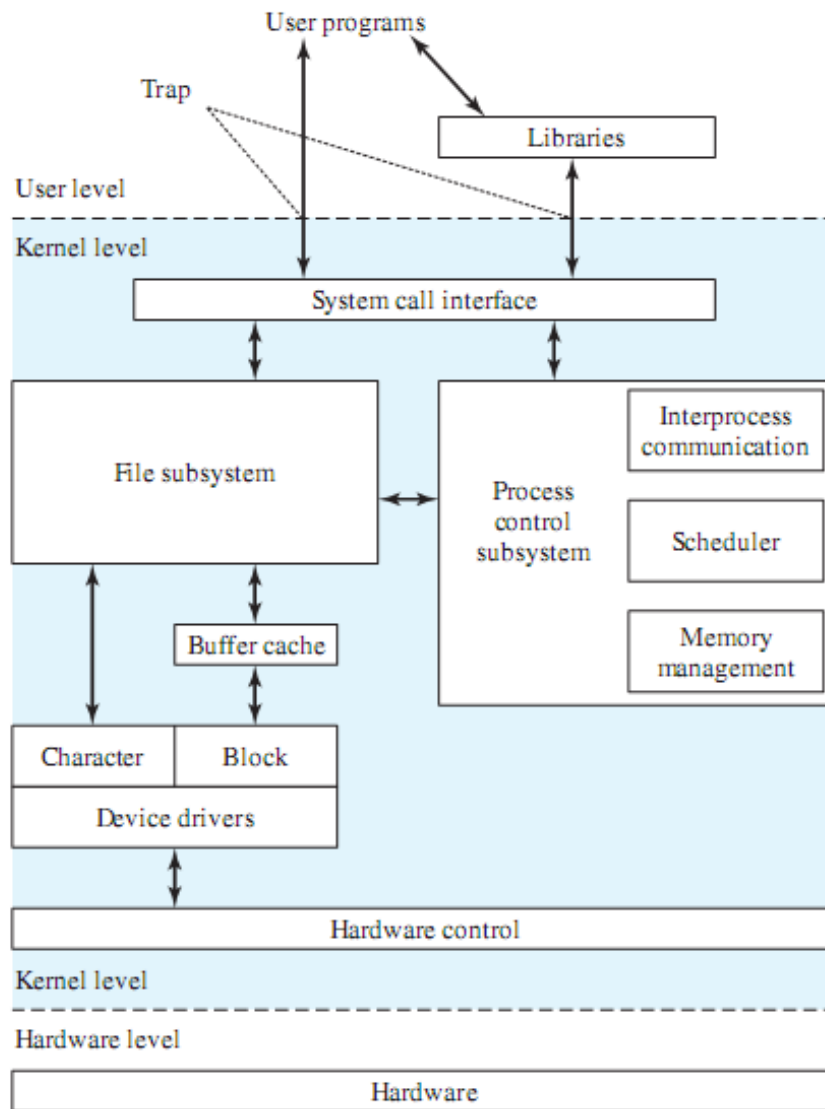 User programs
Trap
Libraries
User level
Kernel level
System call interface
File subsystem
Process
control
subsystem
Interprocess
communication
Scheduler
Memory
management
Buffer cache
Character
Block
Device drivers
Hardware control
Kernel level
Hardware level
Hardware